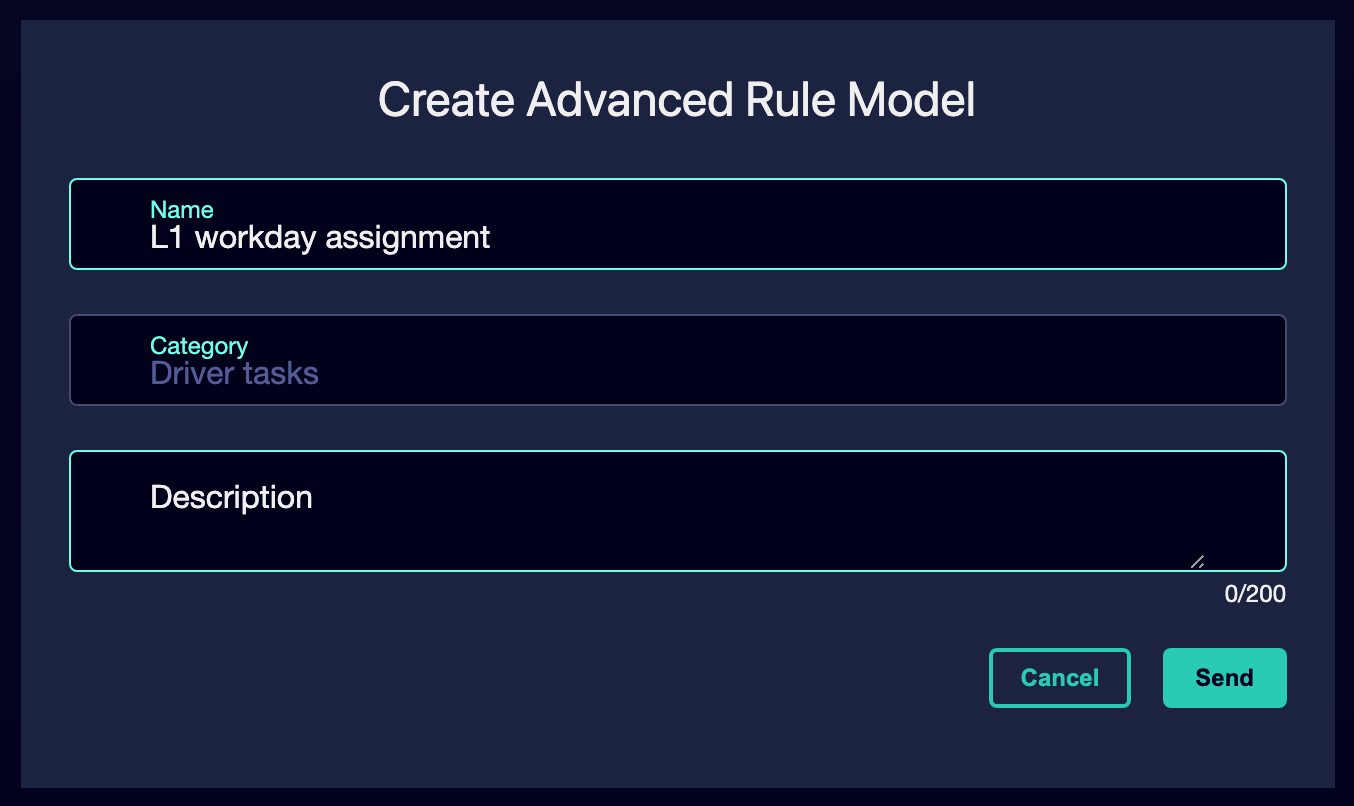 Create Advanced Rule Model
Name
L1 workday assignment
Category
Driver tasks
Description
0/200
Cancel
Send